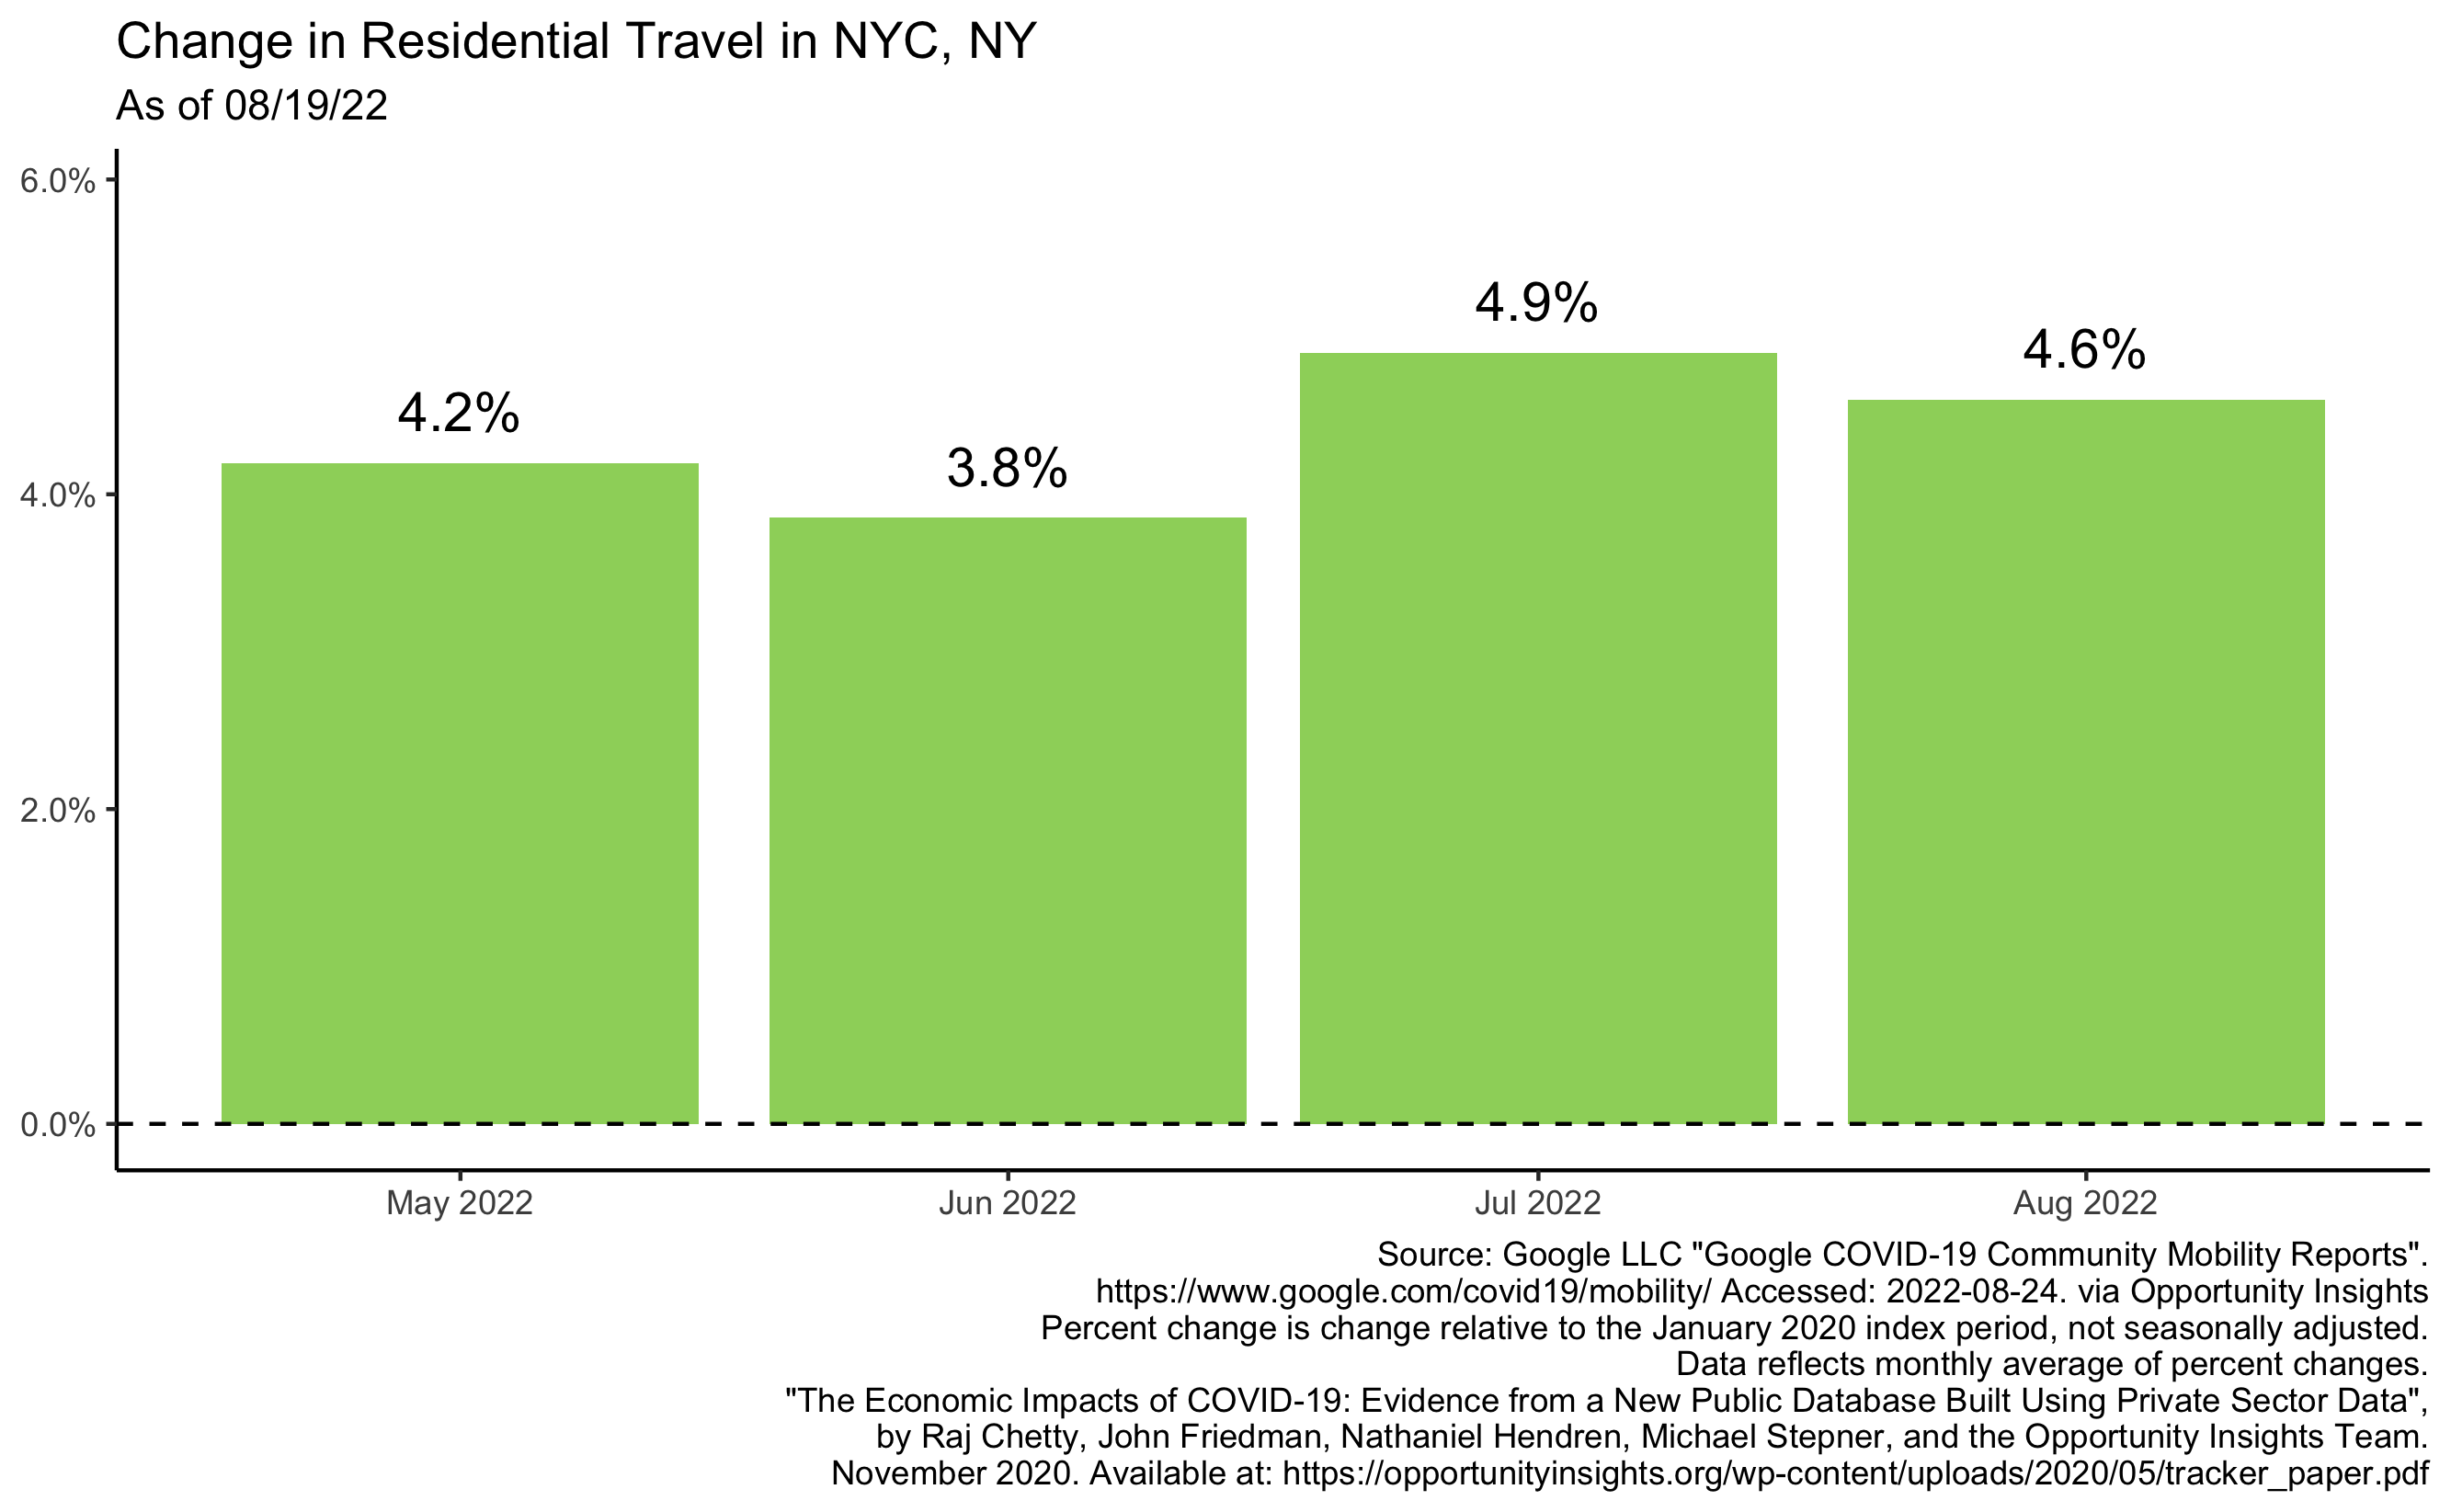 Change in Residential Travel in NYC, NY
As of 08/19/22
6.0%
4.0%
2.0%
0.0%
4.2%
3.8%
4.9%
4.6%
May 2022
Jun 2022
Jul 2022
Aug 2022
Source: Google LLC "Google COVID-19 Community Mobility Reports".
https://www.google.com/covid19/mobility/ Accessed: 2022-08-24. via Opportunity Insights
Percent change is change relative to the January 2020 index period, not seasonally adjusted.
Data reflects monthly average of percent changes.
"The Economic Impacts of COVID-19: Evidence from a New Public Database Built Using Private Sector Data",
by Raj Chetty, John Friedman, Nathaniel Hendren, Michael Stepner, and the Opportunity Insights Team.
November 2020. Available at: https://opportunityinsights.org/wp-content/uploads/2020/05/tracker_paper.pdf